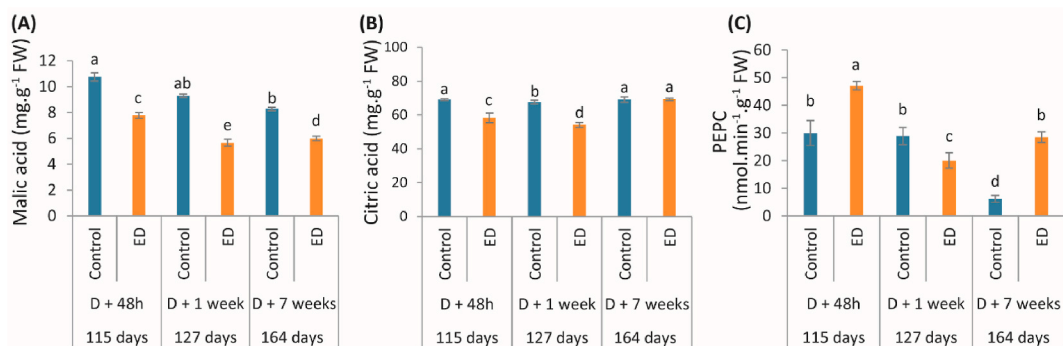 (A)
Malic acid (mg.g⁻¹ FW)
12
10
8
6
4
2
0
a
c
ab
e
b
d
Control
ED
Control
ED
Control
ED
D + 48h
D + 1 week
D + 7 weeks
115 days
127 days
164 days
(B)
Citric acid (mg.g⁻¹ FW)
100
80
60
40
20
0
a
c
b
d
a
a
Control
ED
Control
ED
Control
ED
D + 48h
D + 1 week
D + 7 weeks
115 days
127 days
164 days
(C)
PEPC
(nmol.min⁻¹.g⁻¹ FW)
60
50
40
30
20
10
0
b
a
b
c
d
b
Control
ED
Control
ED
Control
ED
D + 48h
D + 1 week
D + 7 weeks
115 days
127 days
164 days